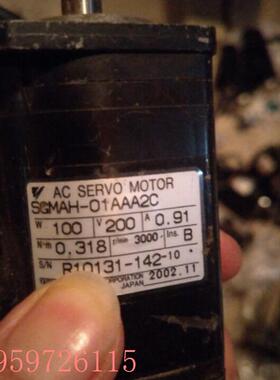 AC SERVO MOTOR
SGMAH-01AAA2C
W 100 V 200 A 0.91
N·m 0.318 r/min 3000 Ins. B
S/N R10131-142-10
CORPORATION 2002.11
JAPAN
959726115